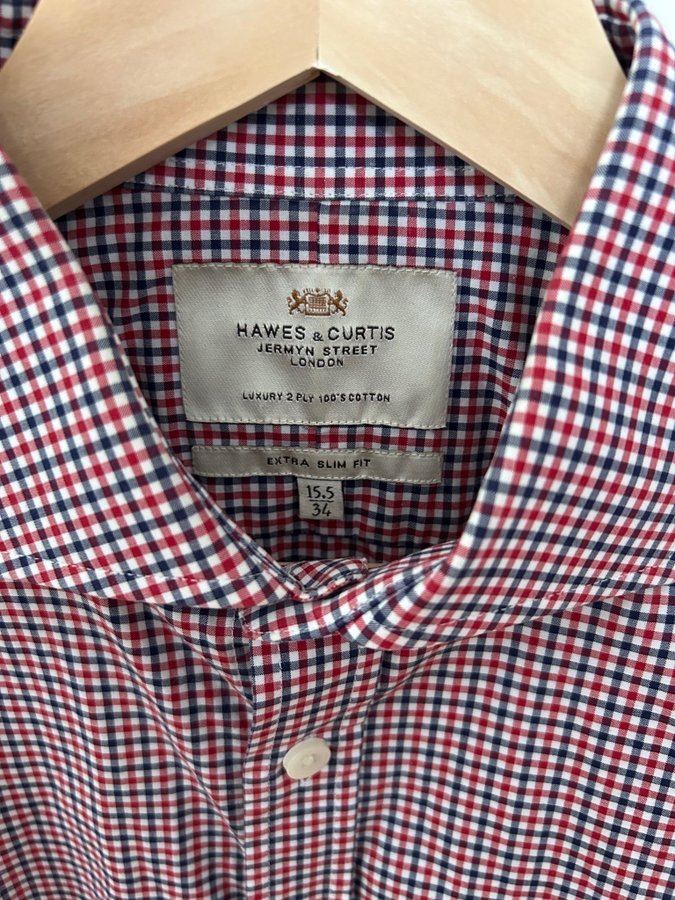 HAWES & CURTIS
JERMYN STREET
LONDON
LUXURY 2 PLY 100'S COTTON
EXTRA SLIM FIT
15.5
34